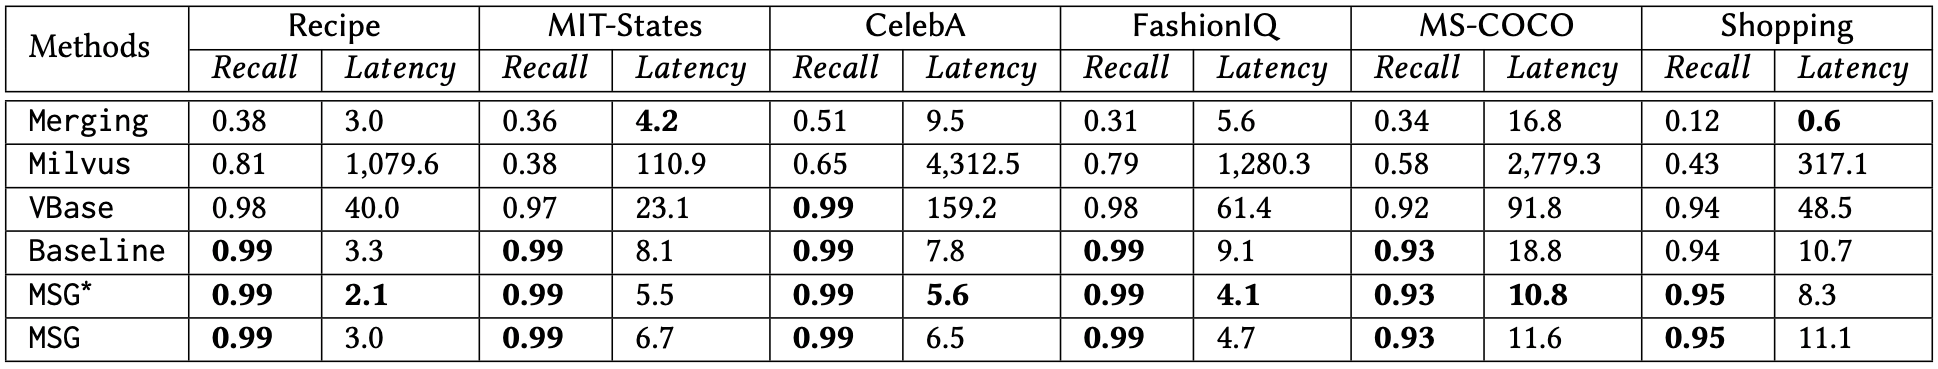 Methods Recipe MIT-States CelebA FashionIQ MS-COCO Shopping
Recall Latency Recall Latency Recall Latency Recall Latency Recall Latency Recall Latency
Merging 0.38 3.0 0.36 4.2 0.51 9.5 0.31 5.6 0.34 16.8 0.12 0.6
Milvus 0.81 1,079.6 0.38 110.9 0.65 4,312.5 0.79 1,280.3 0.58 2,779.3 0.43 317.1
VBase 0.98 40.0 0.97 23.1 0.99 159.2 0.98 61.4 0.92 91.8 0.94 48.5
Baseline 0.99 3.3 0.99 8.1 0.99 7.8 0.99 9.1 0.93 18.8 0.94 10.7
MSG* 0.99 2.1 0.99 5.5 0.99 5.6 0.99 4.1 0.93 10.8 0.95 8.3
MSG 0.99 3.0 0.99 6.7 0.99 6.5 0.99 4.7 0.93 11.6 0.95 11.1